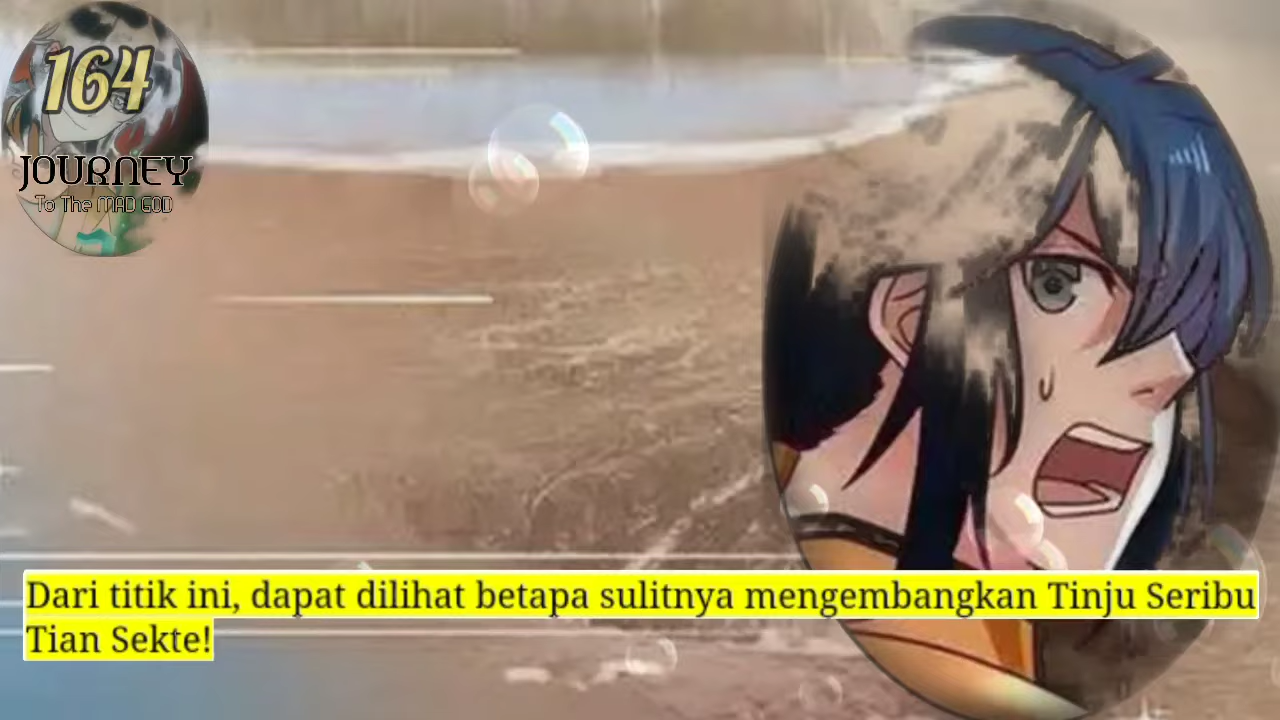 164
JOURNEY
To The MAD GOD
Dari titik ini, dapat dilihat betapa sulitnya mengembangkan Tinju Seribu
Tian Sekte!